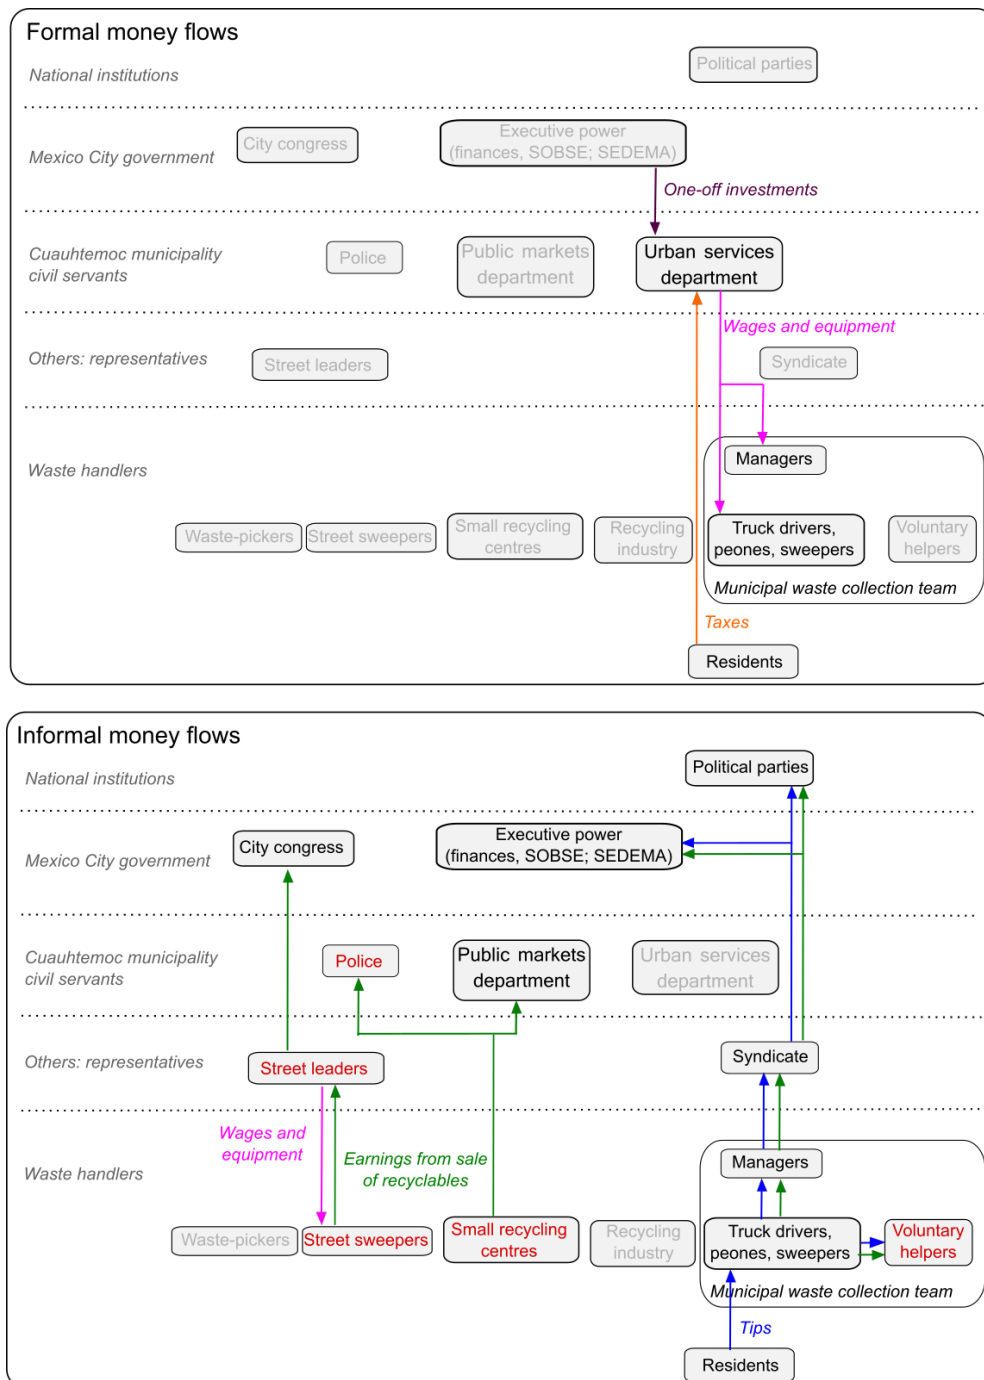 Formal money flows
National institutions
Political parties
Mexico City government
City congress
Executive power
(finances, SOBSE; SEDEMA)
One-off investments
Cuauhtemoc municipality
civil servants
Police
Public markets
department
Urban services
department
Wages and equipment
Others: representatives
Street leaders
Syndicate
Waste handlers
Managers
Waste-pickers
Street sweepers
Small recycling
centres
Recycling
industry
Truck drivers,
peones, sweepers
Voluntary
helpers
Municipal waste collection team
Taxes
Residents
Informal money flows
National institutions
Political parties
Mexico City government
City congress
Executive power
(finances, SOBSE; SEDEMA)
Cuauhtemoc municipality
civil servants
Police
Public markets
department
Urban services
department
Others: representatives
Street leaders
Syndicate
Wages and
equipment
Earnings from sale
of recyclables
Waste handlers
Managers
Waste-pickers
Street sweepers
Small recycling
centres
Recycling
industry
Truck drivers,
peones, sweepers
Voluntary
helpers
Municipal waste collection team
Tips
Residents